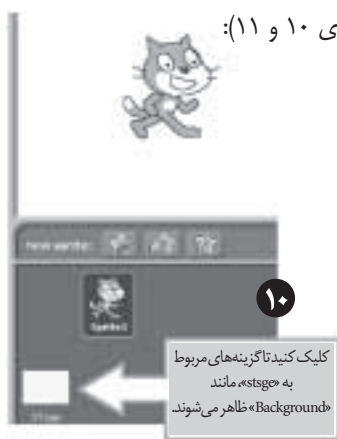 ی ۱۰ و ۱۱):
New sprite:
Sprite1
۱۰
کلیک کنید تا گزینه‌های مربوط
به «stsge»، مانند
«Background» ظاهر می‌شوند.